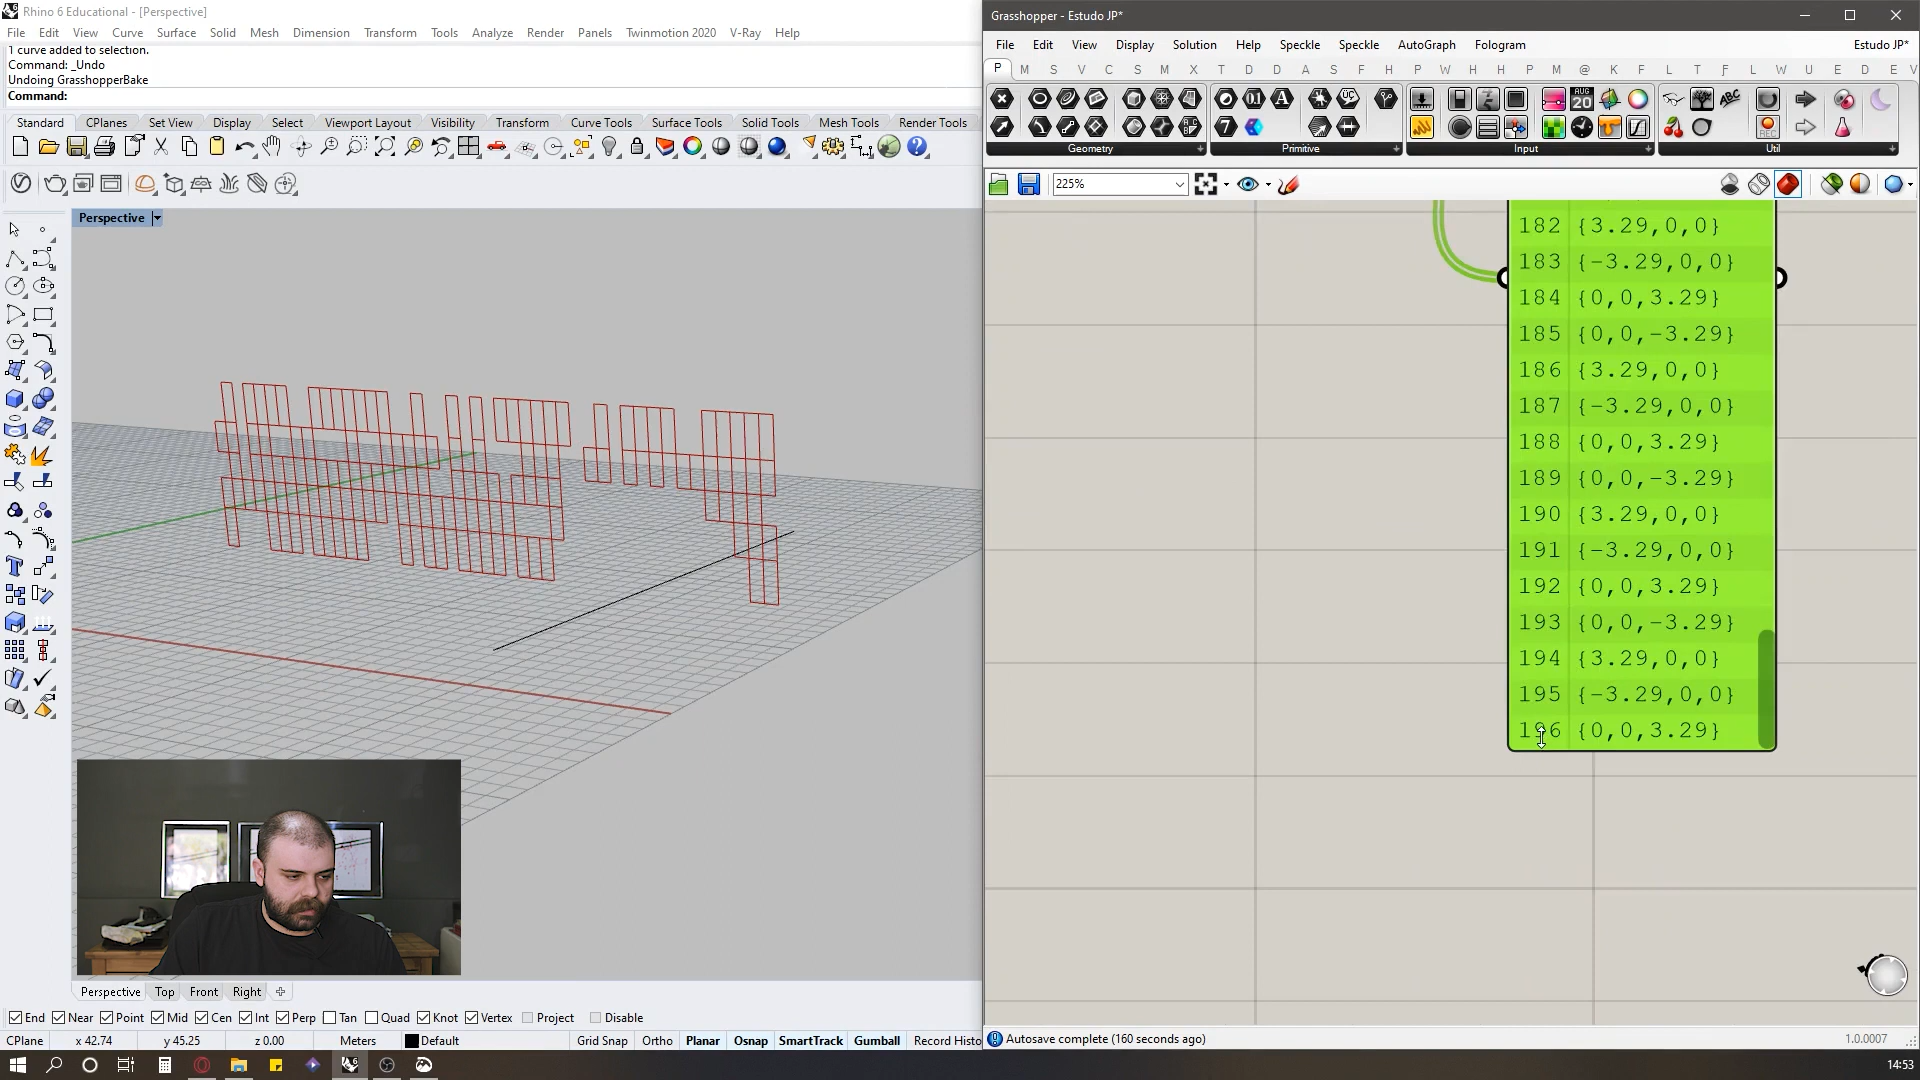 Rhino 6 Educational - [Perspective]
File Edit View Curve Surface Solid Mesh Dimension Transform Tools Analyze Render Panels Twinmotion 2020 V-Ray Help
1 curve added to selection.
Command: _Undo
Undoing GrasshopperBake
Command:
Standard CPlanes Set View Display Select Viewport Layout Visibility Transform Curve Tools Surface Tools Solid Tools Mesh Tools Render Tools
Perspective
Perspective Top Front Right
End Near Point Mid Cen Int Perp Tan Quad Knot Vertex Project Disable
CPlane x 42.74 y 45.25 z 0.00 Meters Default Grid Snap Ortho Planar Osnap SmartTrack Gumball Record Histo
Grasshopper - Estudo JP*
File Edit View Display Solution Help Speckle Speckle AutoGraph Fologram Estudo JP*
P M S V C S M X T D D A S F H P W H H P M @ K F L T F L W U E D E V
Geometry Primitive Input Util
225%
182 {3.29,0,0}
183 {-3.29,0,0}
184 {0,0,3.29}
185 {0,0,-3.29}
186 {3.29,0,0}
187 {-3.29,0,0}
188 {0,0,3.29}
189 {0,0,-3.29}
190 {3.29,0,0}
191 {-3.29,0,0}
192 {0,0,3.29}
193 {0,0,-3.29}
194 {3.29,0,0}
195 {-3.29,0,0}
196 {0,0,3.29}
Autosave complete (160 seconds ago)
1.0.0007
14:53